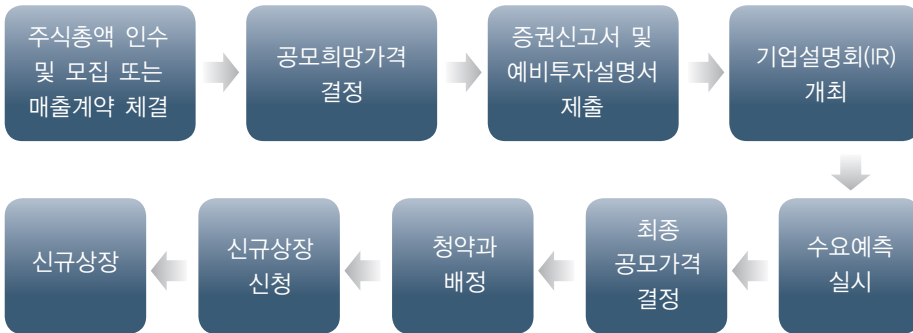 주식총액 인수
및 모집 또는
매출계약 체결
공모희망가격
결정
증권신고서 및
예비투자설명서
제출
기업설명회(IR)
개최
수요예측
실시
최종
공모가격
결정
청약과
배정
신규상장
신청
신규상장